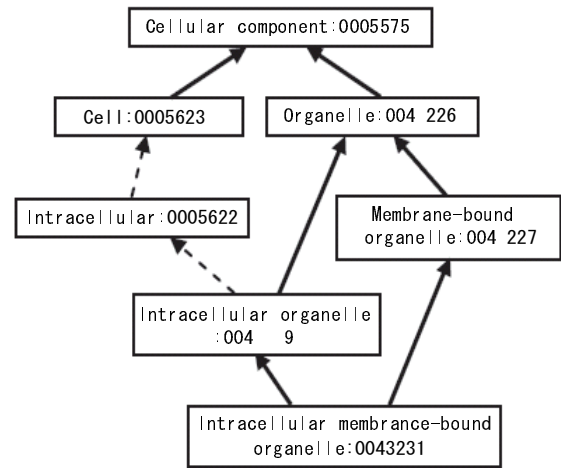 Cellular component:0005575
Cell:0005623
Organelle:004 226
Intracellular:0005622
Membrane-bound
organelle:004 227
Intracellular organelle
:004   9
Intracellular membrance-bound
organelle:0043231